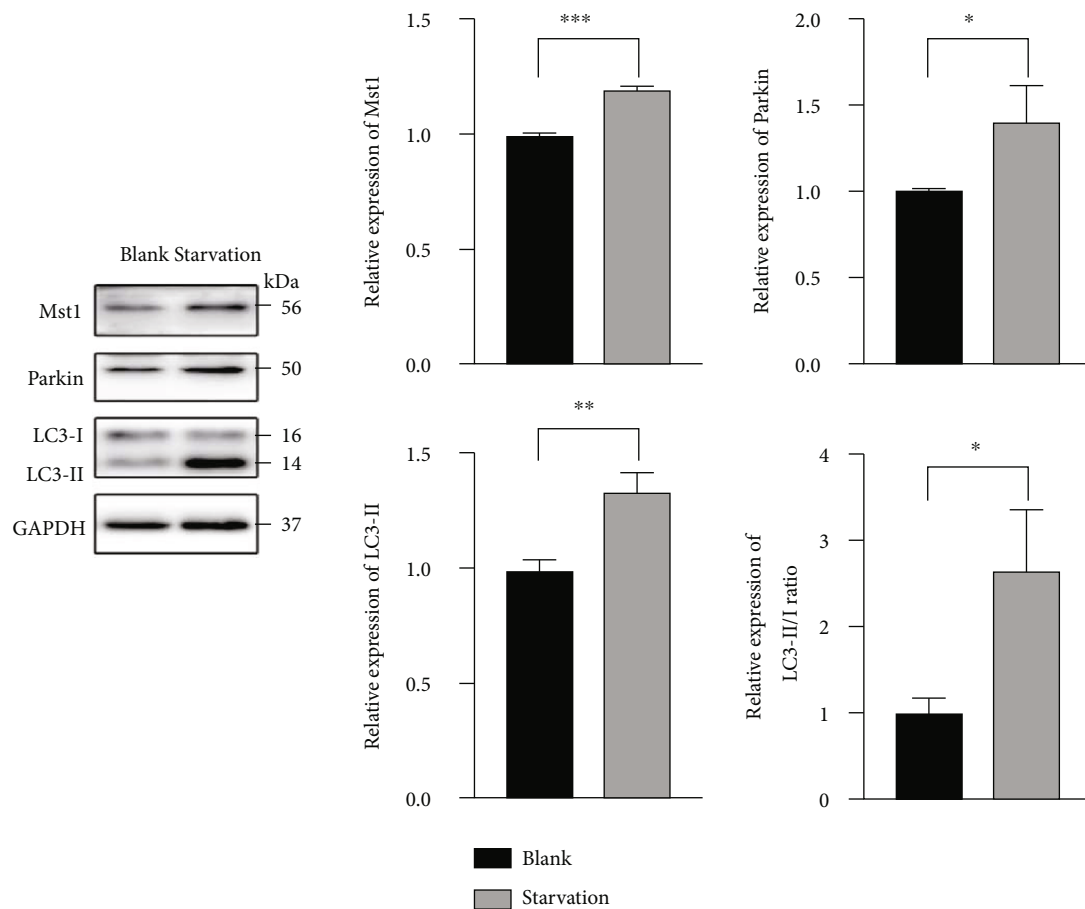 Blank Starvation
kDa
Mst1
56
Parkin
50
LC3-I
16
LC3-II
14
GAPDH
37
Relative expression of Mst1
1.5
1.0
0.5
0.0
***
Relative expression of Parkin
2.0
1.5
1.0
0.5
0.0
*
Relative expression of LC3-II
1.5
1.0
0.5
0.0
**
Relative expression of
LC3-II/I ratio
4
3
2
1
0
*
Blank
Starvation